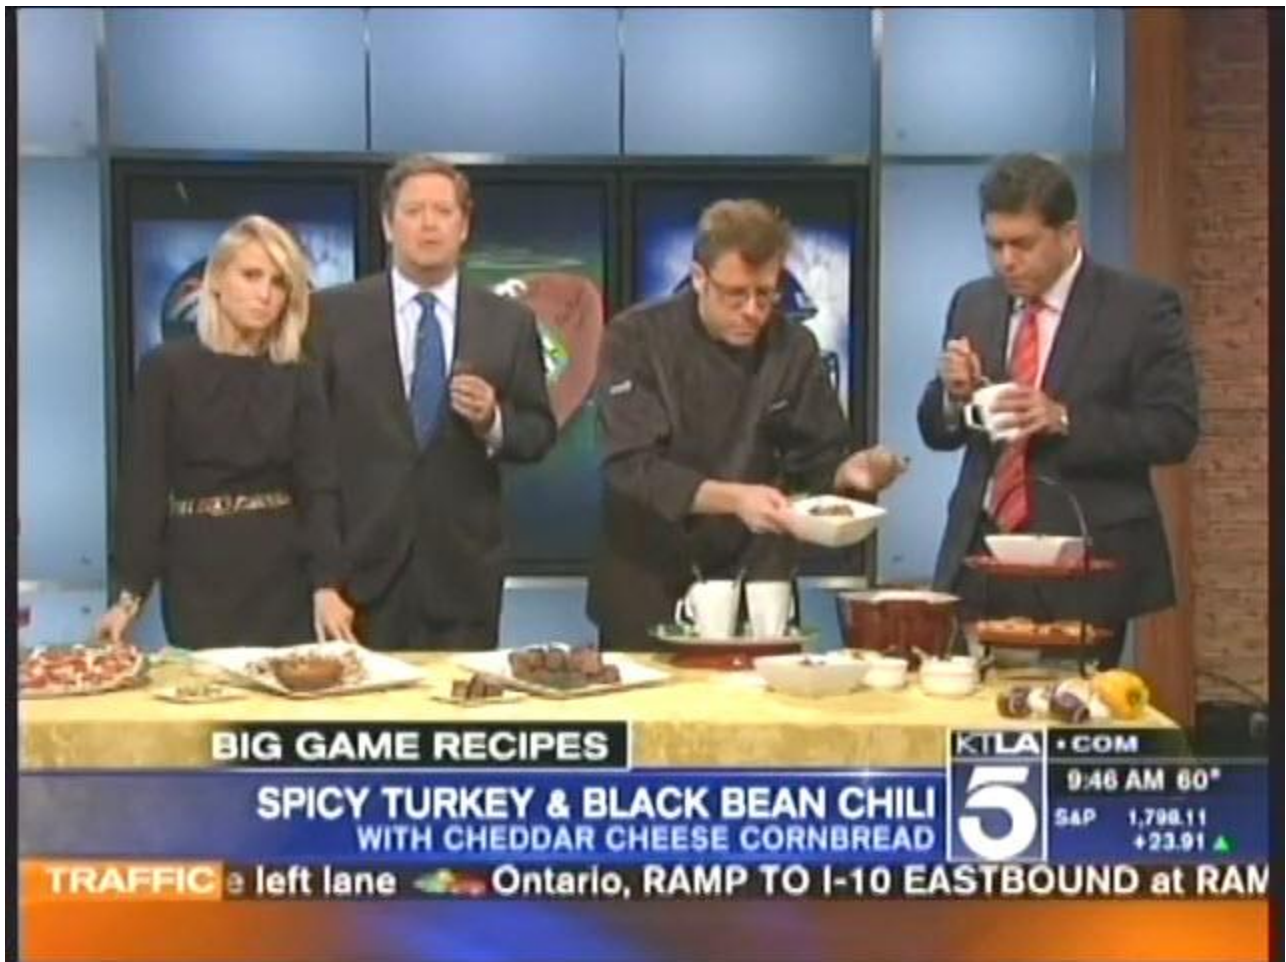 BIG GAME RECIPES
SPICY TURKEY & BLACK BEAN CHILI
WITH CHEDDAR CHEESE CORNBREAD
KTLA •COM
5
9:46 AM 60°
S&P 1,798.11
+23.91
TRAFFIC e left lane Ontario, RAMP TO I-10 EASTBOUND at RAM